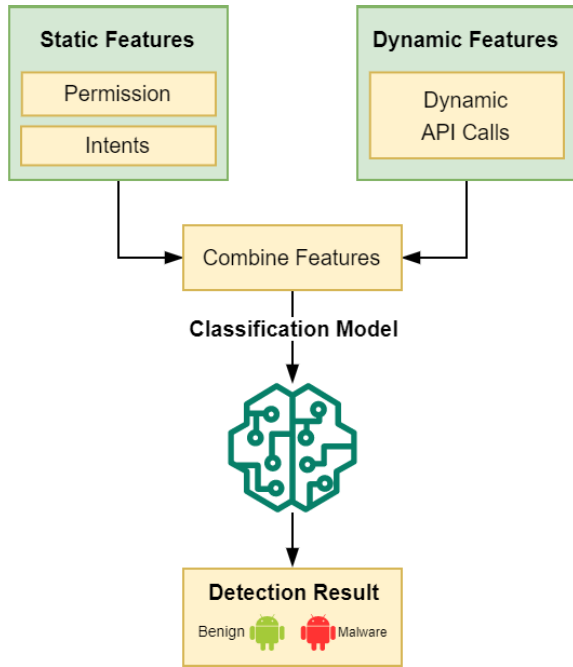 Static Features
Permission
Intents
Dynamic Features
Dynamic
API Calls
Combine Features
Classification Model
Detection Result
Benign Malware